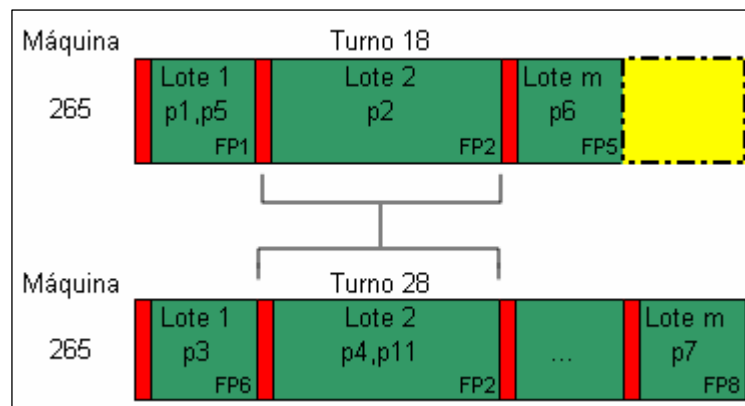 Máquina
Turno 18
265
Lote 1
p1,p5
FP1
Lote 2
p2
FP2
Lote m
p6
FP5
Máquina
Turno 28
265
Lote 1
p3
FP6
Lote 2
p4,p11
FP2
...
Lote m
p7
FP8